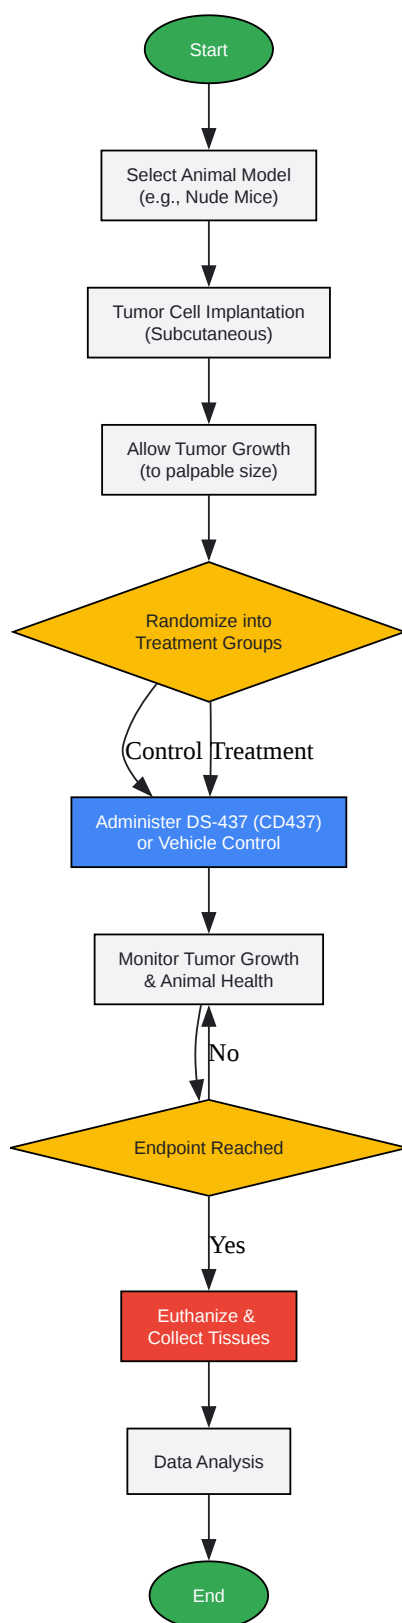 Start
Select Animal Model
(e.g., Nude Mice)
Tumor Cell Implantation
(Subcutaneous)
Allow Tumor Growth
(to palpable size)
Randomize into
Treatment Groups
Control
Treatment
Administer DS-437 (CD437)
or Vehicle Control
Monitor Tumor Growth
& Animal Health
No
Endpoint Reached
Yes
Euthanize &
Collect Tissues
Data Analysis
End